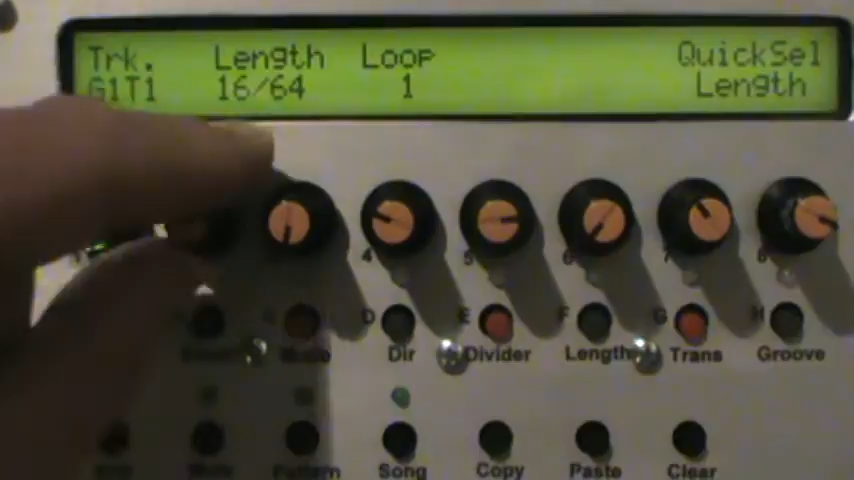 Trk. Length Loop QuickSel
G1T1 16/64 1 Length
4 5 6 7 8
D E F G H
Dir Divider Length Trans Groove
Pattern Song Copy Paste Clear